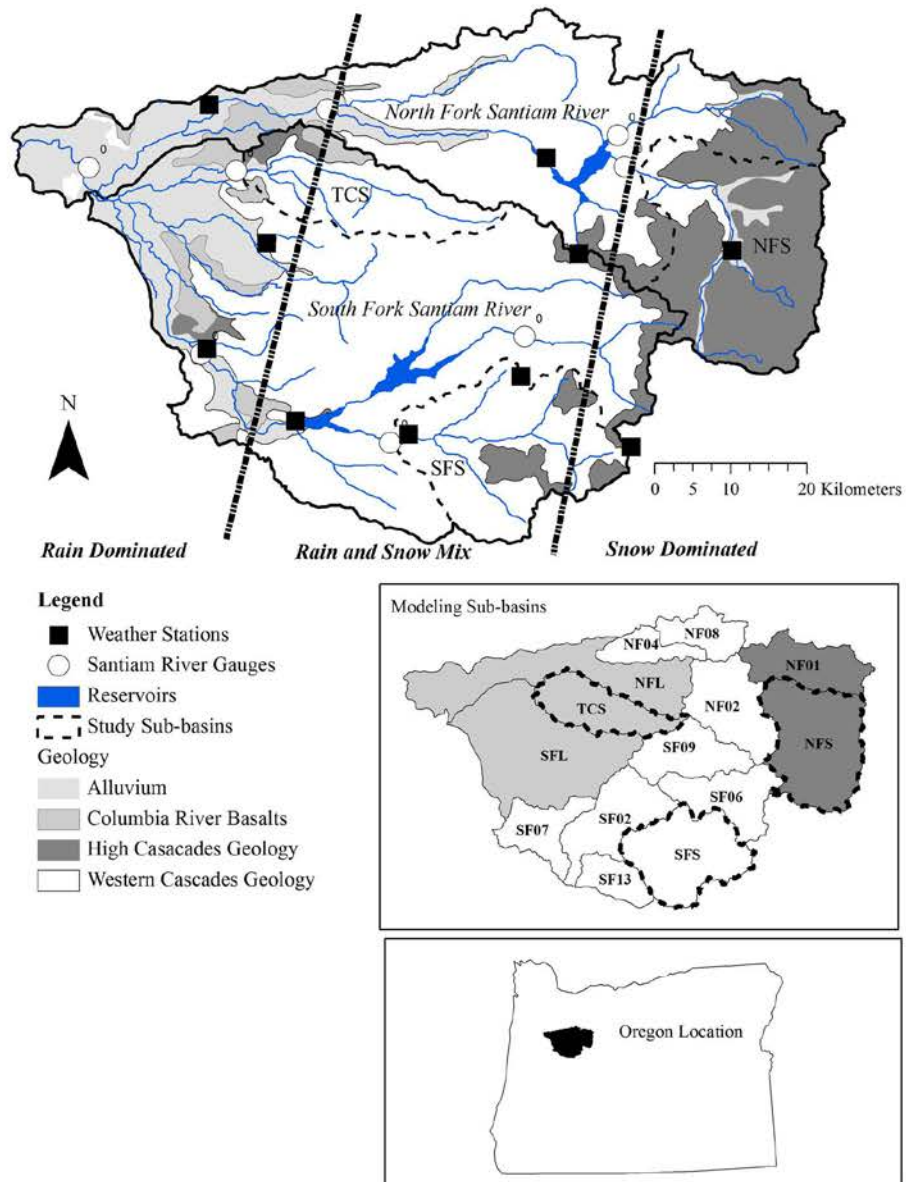 North Fork Santiam River
TCS
NFS
South Fork Santiam River
N
SFS
0 5 10 20 Kilometers
Rain Dominated Rain and Snow Mix Snow Dominated
Legend
Weather Stations
Santiam River Gauges
Reservoirs
Study Sub-basins
Geology
Alluvium
Columbia River Basalts
High Casacades Geology
Western Cascades Geology
Modeling Sub-basins
NF04
NF08
NF01
NFL
TCS
NF02
NFS
SFL
SF09
SF06
SF02
SF07
SFS
SF13
Oregon Location